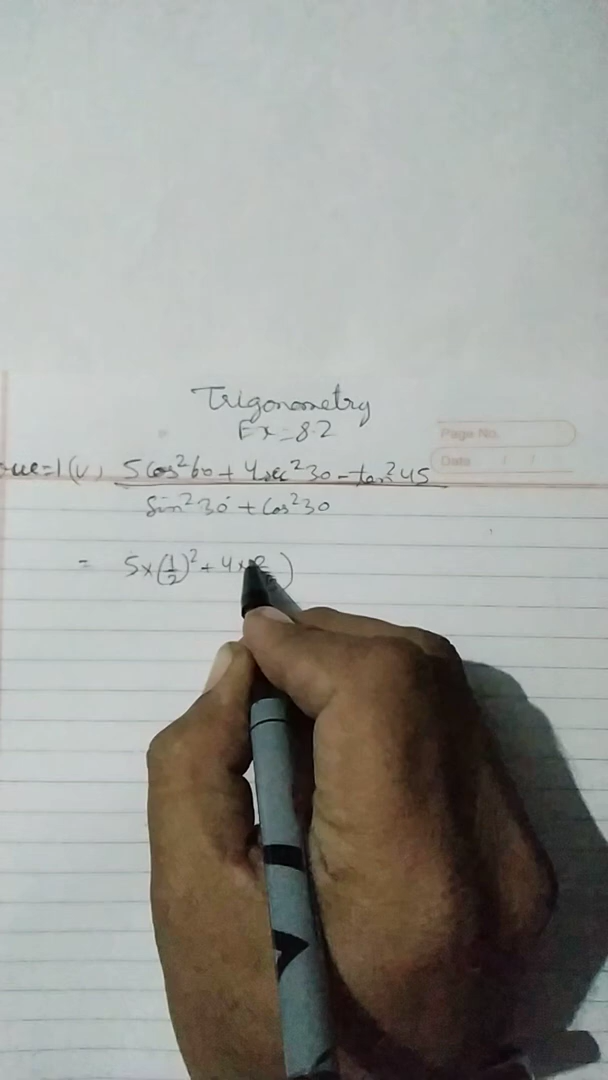 Trigonometry
Ex=8.2
Page No.
Date / /
Que=1(v) 5cos²60+4sec²30-tan²45
sin²30°+cos²30
= 5×(1/2)²+4×